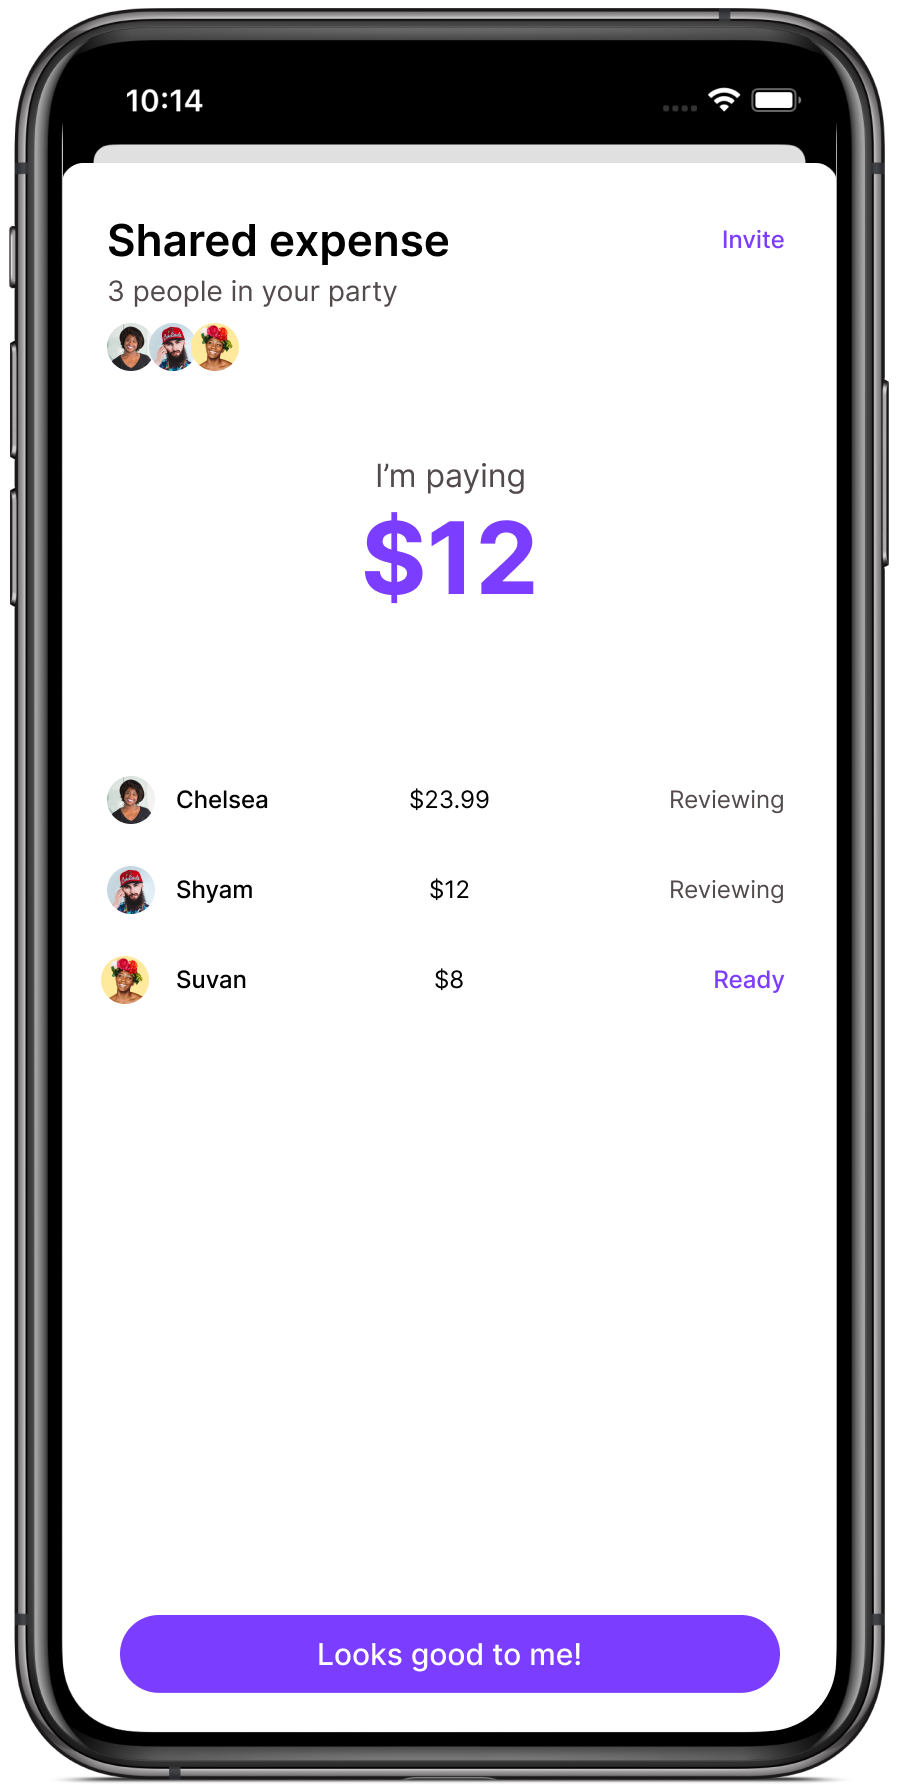 10:14
Shared expense
Invite
3 people in your party
I’m paying
$12
Chelsea $23.99 Reviewing
Shyam $12 Reviewing
Suvan $8 Ready
Looks good to me!